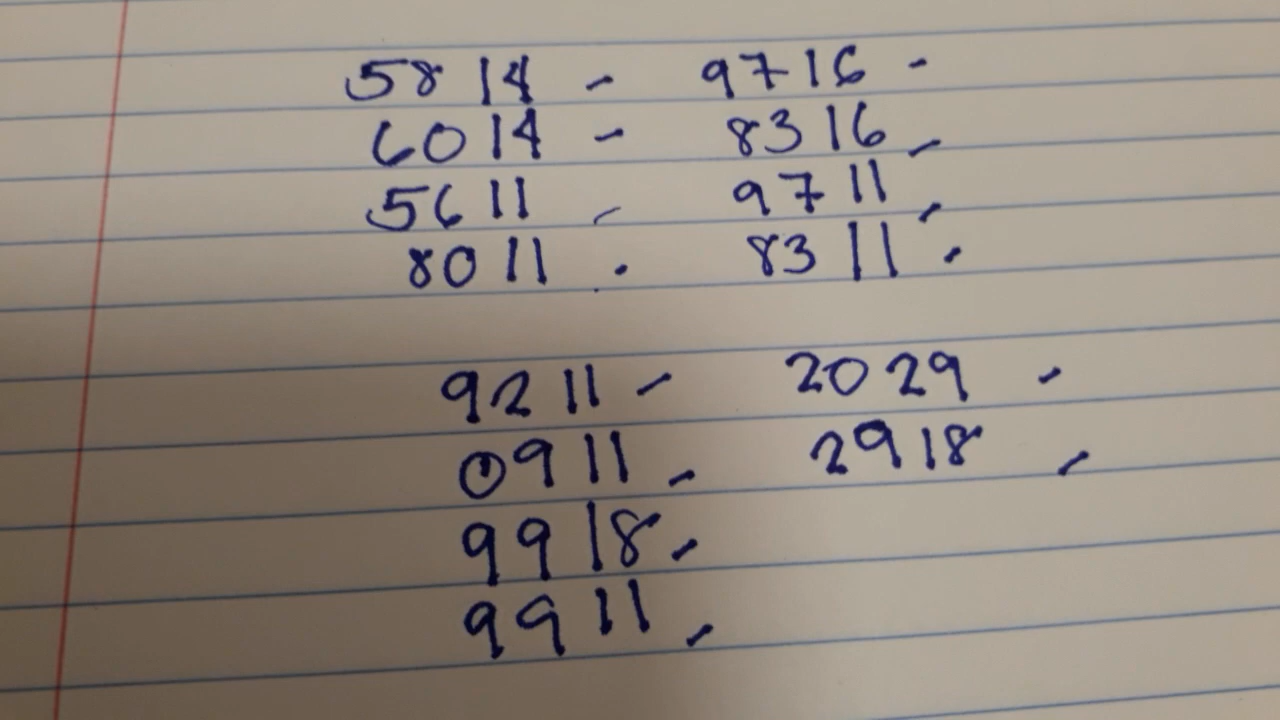 5814 - 9716 -
6014 - 8316 -
5611 - 9711 -
8011 . 8311 .
9211 - 2029 -
0911 - 2918 -
9918 -
9911 -